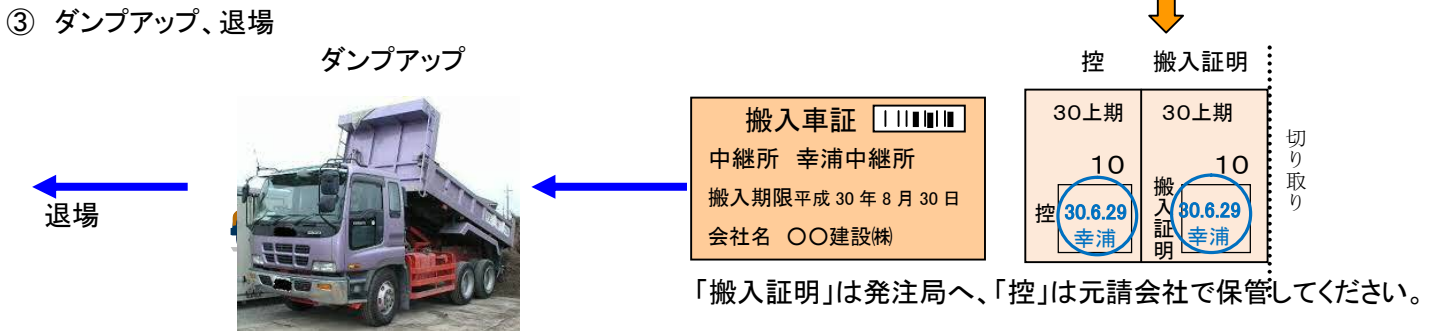 ③ ダンプアップ、退場
ダンプアップ
退場
搬入車証
中継所 幸浦中継所
搬入期限平成 30 年 8 月 30 日
会社名 〇〇建設㈱
控 搬入証明
30上期 30上期
10 10
控
30.6.29
幸浦
搬入証明
30.6.29
幸浦
切り取り
「搬入証明」は発注局へ、「控」は元請会社で保管してください。